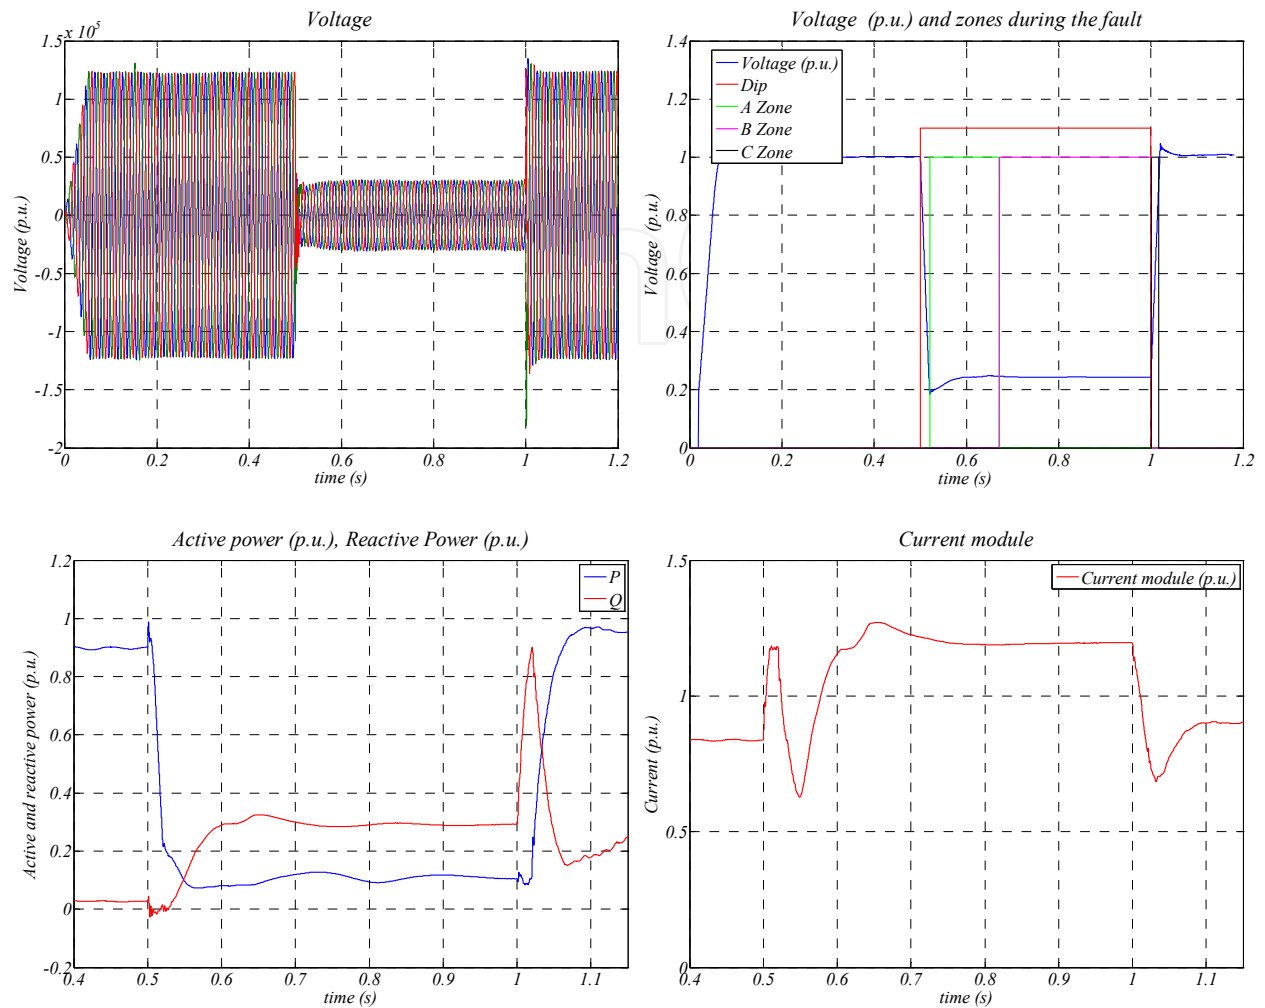 Voltage
x 10^5
1.5
1
0.5
0
-0.5
-1
-1.5
-2
Voltage (p.u.)
0 0.2 0.4 0.6 0.8 1 1.2
time (s)
Voltage (p.u.) and zones during the fault
1.4
1.2
1
0.8
0.6
0.4
0.2
0
Voltage (p.u.)
Voltage (p.u.)
Dip
A Zone
B Zone
C Zone
0 0.2 0.4 0.6 0.8 1 1.2
time (s)
Active power (p.u.), Reactive Power (p.u.)
1.2
1
0.8
0.6
0.4
0.2
0
-0.2
Active and reactive power (p.u.)
P
Q
0.4 0.5 0.6 0.7 0.8 0.9 1 1.1
time (s)
Current module
1.5
1
0.5
0
Current (p.u.)
Current module (p.u.)
0.4 0.5 0.6 0.7 0.8 0.9 1 1.1
time (s)